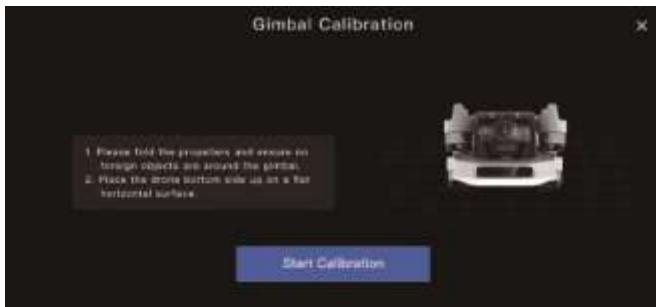 Gimbal Calibration
1. Please fold the propellers and ensure no
foreign objects are around the gimbal.
2. Place the drone bottom side up on a flat
horizontal surface.
Start Calibration